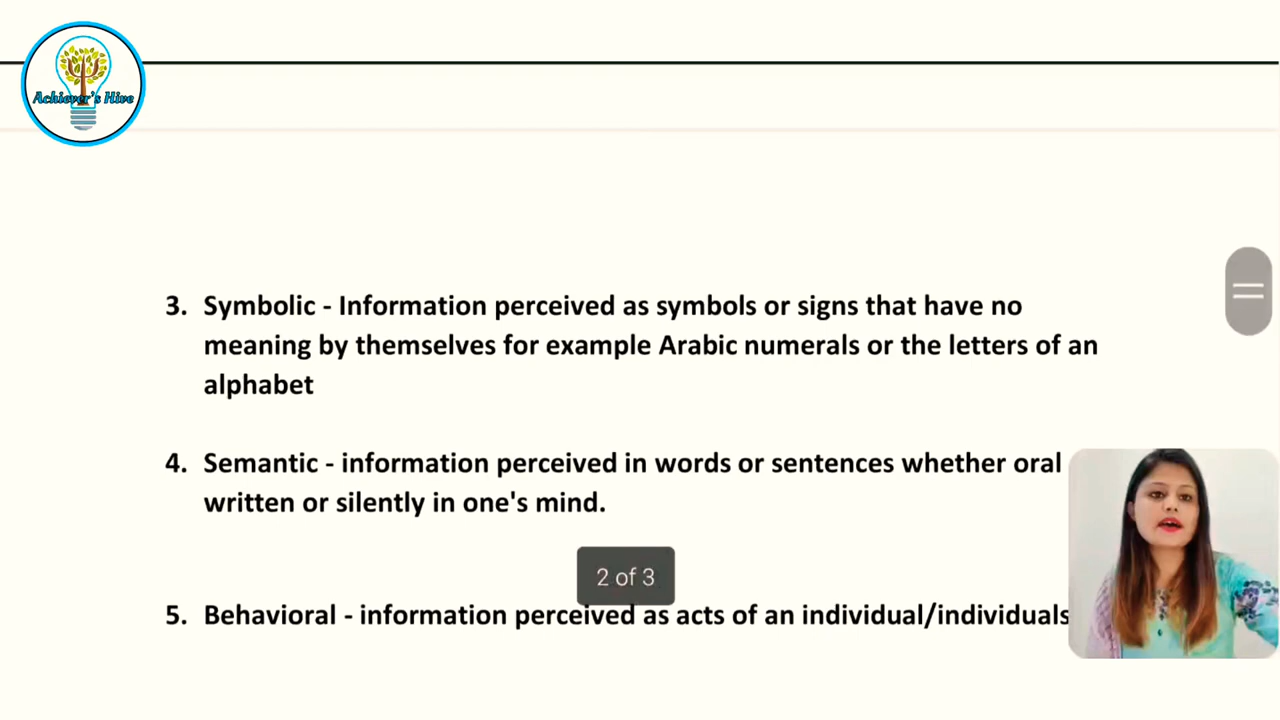 Achiever's Hive
3. Symbolic - Information perceived as symbols or signs that have no
meaning by themselves for example Arabic numerals or the letters of an
alphabet
4. Semantic - information perceived in words or sentences whether oral
written or silently in one's mind.
2 of 3
5. Behavioral - information perceived as acts of an individual/individuals